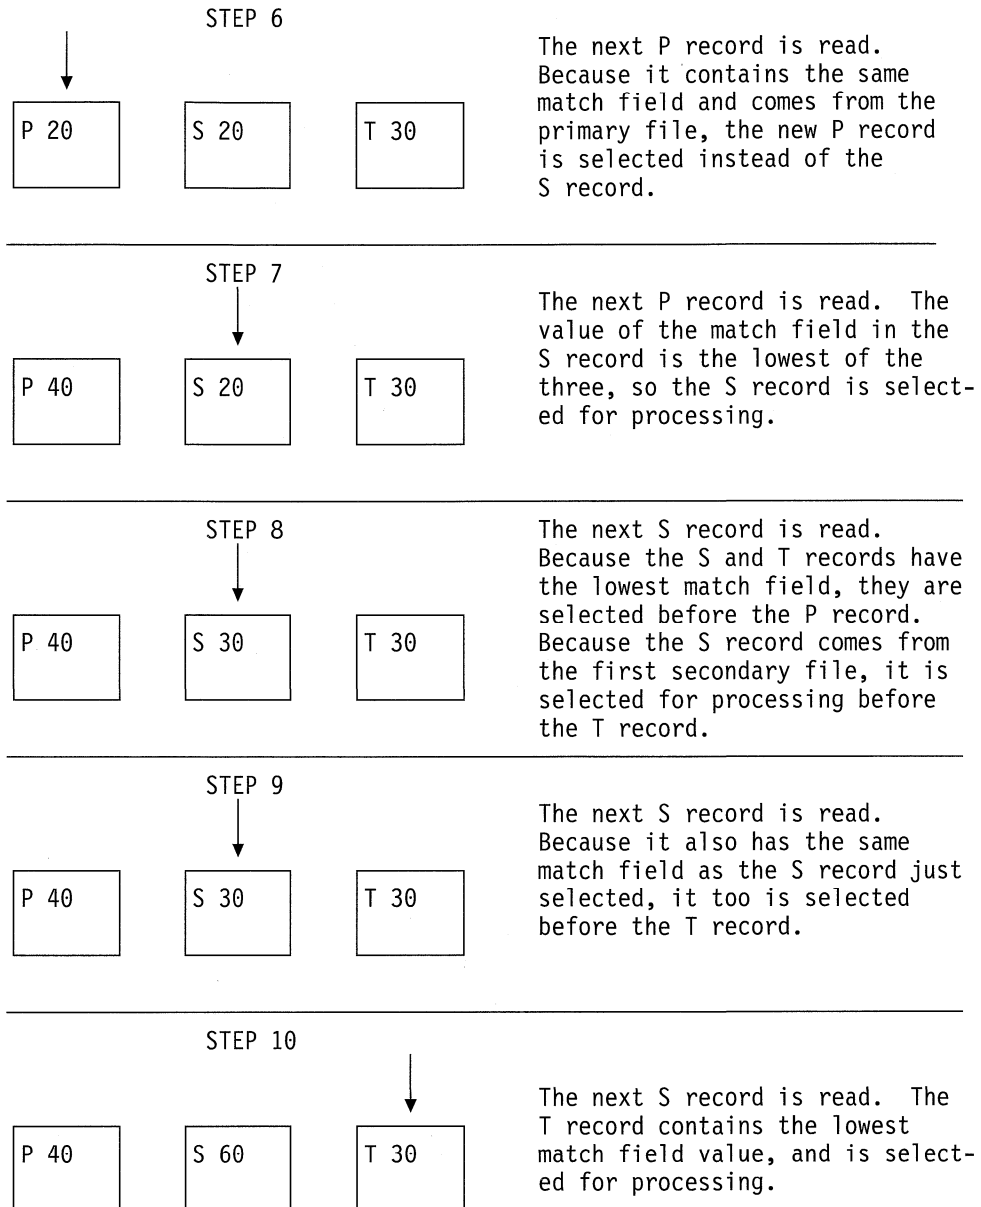 STEP 6
P 20
S 20
T 30
The next P record is read.
Because it contains the same
match field and comes from the
primary file, the new P record
is selected instead of the
S record.
STEP 7
P 40
S 20
T 30
The next P record is read. The
value of the match field in the
S record is the lowest of the
three, so the S record is select-
ed for processing.
STEP 8
P 40
S 30
T 30
The next S record is read.
Because the S and T records have
the lowest match field, they are
selected before the P record.
Because the S record comes from
the first secondary file, it is
selected for processing before
the T record.
STEP 9
P 40
S 30
T 30
The next S record is read.
Because it also has the same
match field as the S record just
selected, it too is selected
before the T record.
STEP 10
P 40
S 60
T 30
The next S record is read. The
T record contains the lowest
match field value, and is select-
ed for processing.